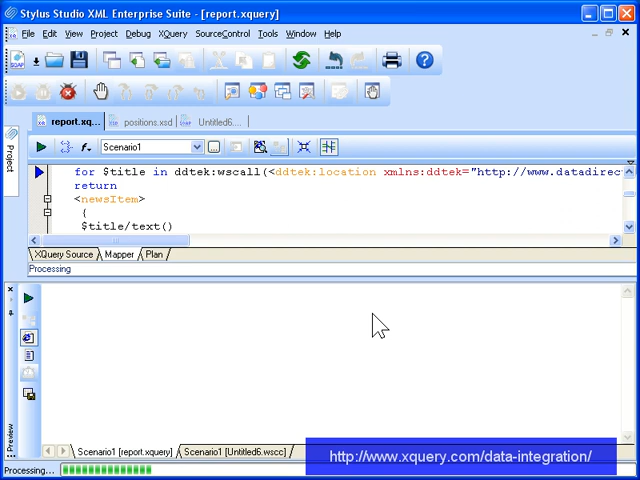 Stylus Studio XML Enterprise Suite - [report.xquery]
File Edit View Project Debug XQuery SourceControl Tools Window Help
SOAP
report.xq... positions.xsd Untitled6....
Project
Scenario1
for $title in ddtek:wscall(<ddtek:location xmlns:ddtek="http://www.datadirec
return
<newsItem>
{
$title/text()
XQuery Source Mapper Plan
Processing
Preview
Scenario1 [report.xquery] Scenario1 [Untitled6.wscc]
http://www.xquery.com/data-integration/
Processing...